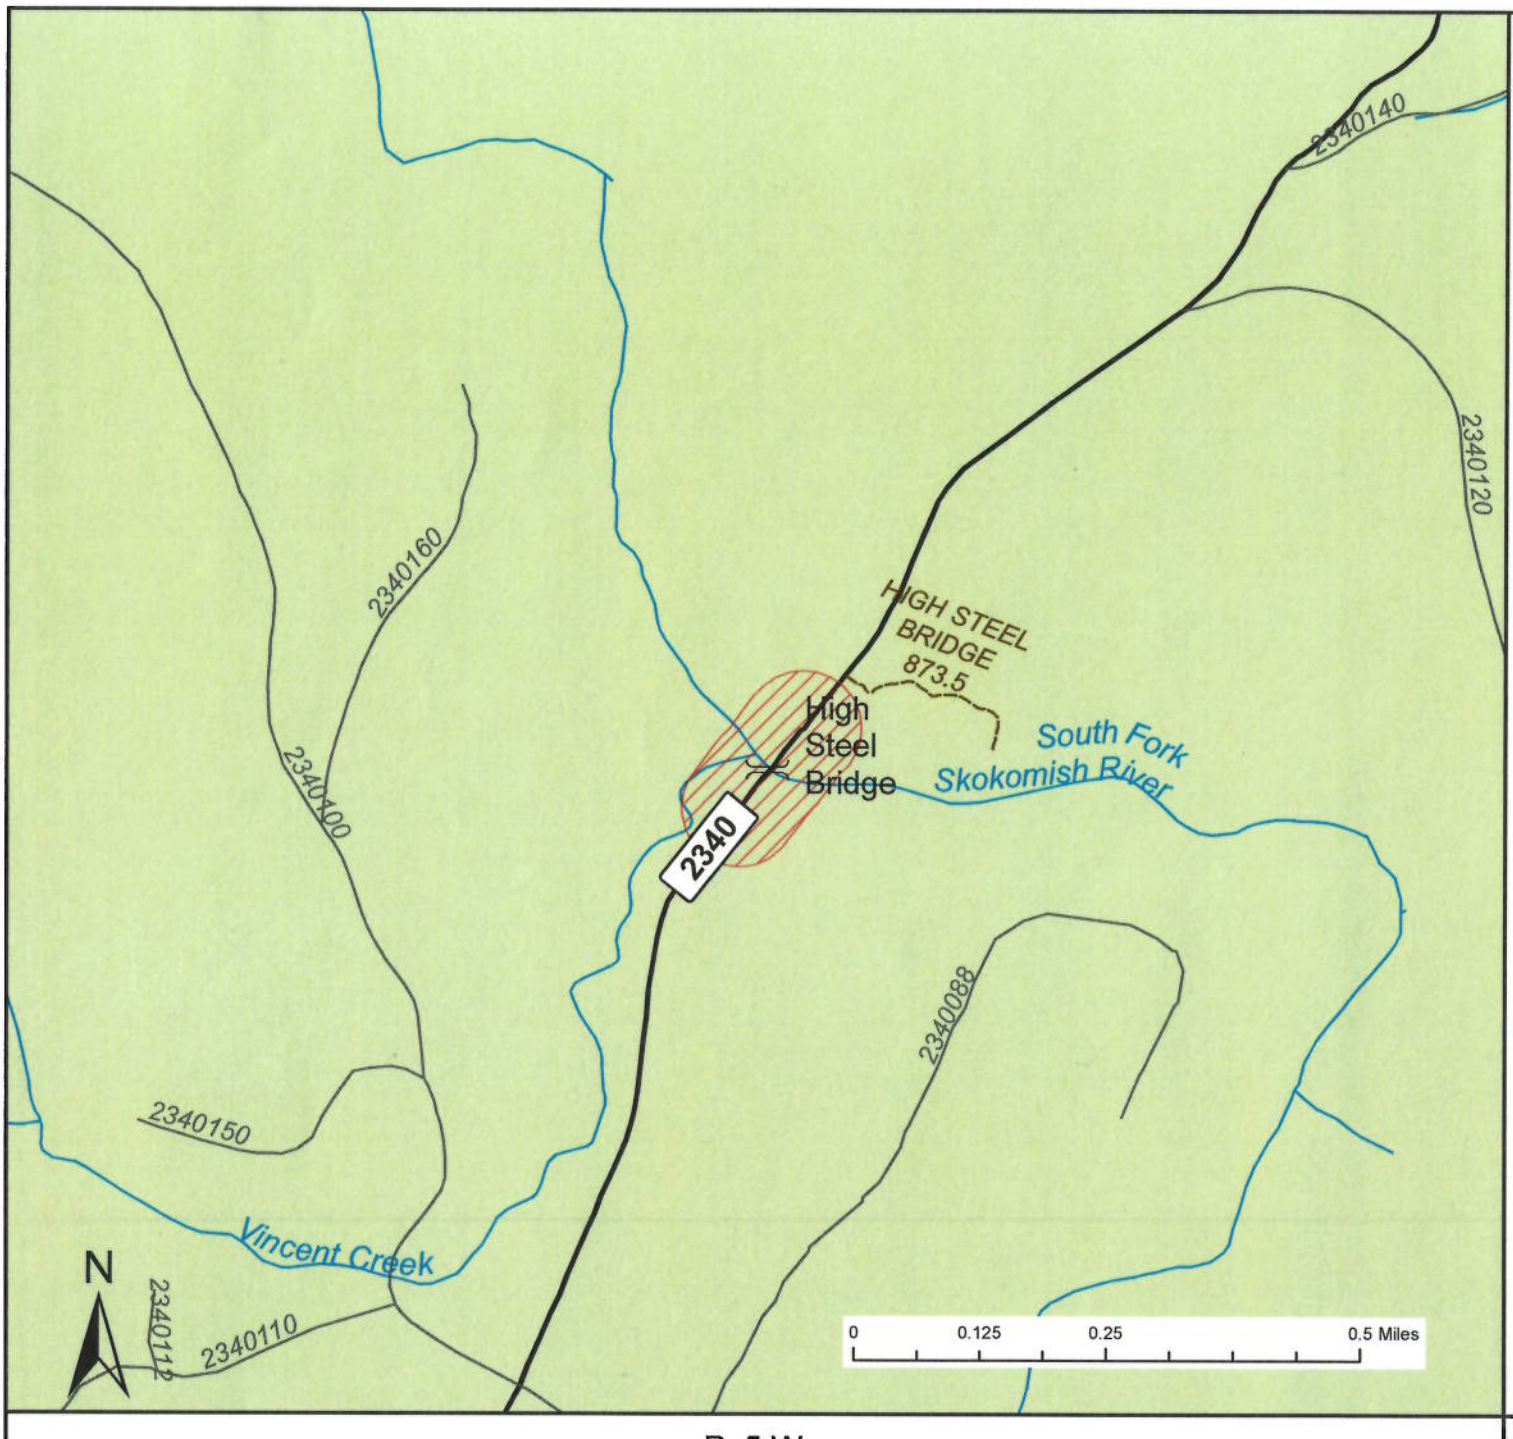 2340140
2340120
2340160
HIGH STEEL
BRIDGE
873.5
High
Steel
Bridge
South Fork
Skokomish River
2340100
2340
2340088
2340150
Vincent Creek
N
2340112
2340110
0 0.125 0.25 0.5 Miles